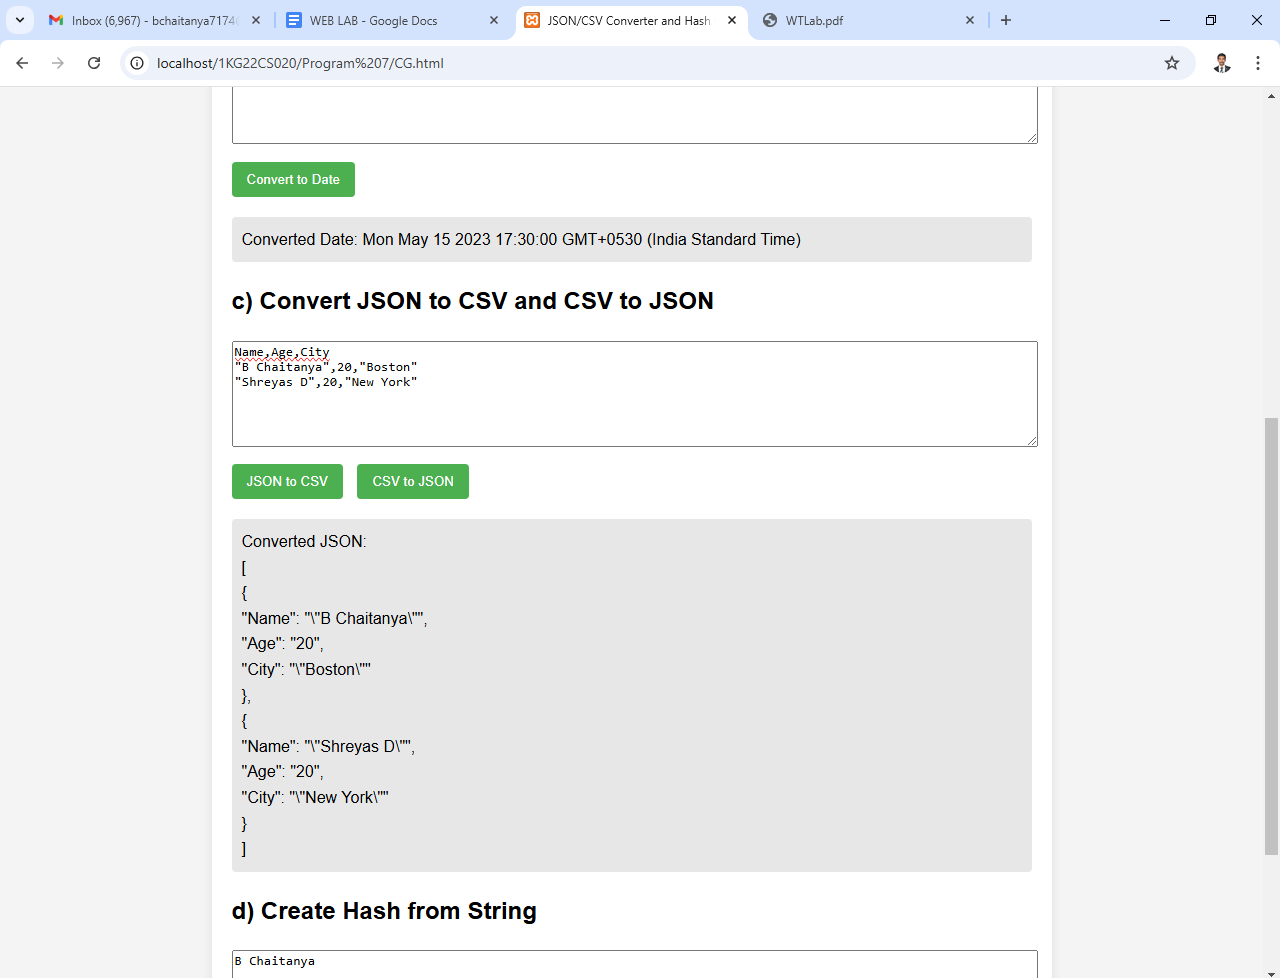 Inbox (6,967) - bchaitanya7174
WEB LAB - Google Docs
JSON/CSV Converter and Hash
WTLab.pdf
localhost/1KG22CS020/Program%207/CG.html
Convert to Date
Converted Date: Mon May 15 2023 17:30:00 GMT+0530 (India Standard Time)
c) Convert JSON to CSV and CSV to JSON
Name,Age,City
"B Chaitanya",20,"Boston"
"Shreyas D",20,"New York"
JSON to CSV
CSV to JSON
Converted JSON:
[
{
"Name": "\"B Chaitanya\"",
"Age": "20",
"City": "\"Boston\""
},
{
"Name": "\"Shreyas D\"",
"Age": "20",
"City": "\"New York\""
}
]
d) Create Hash from String
B Chaitanya